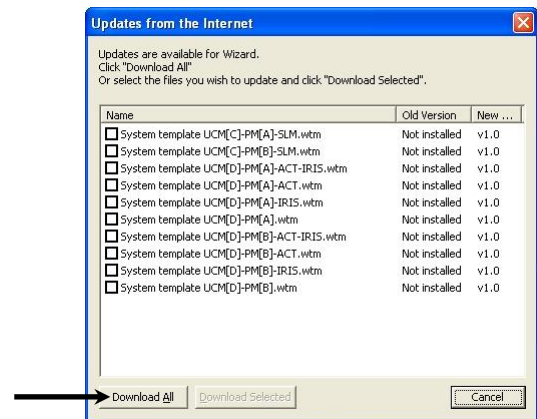 Updates from the Internet
Updates are available for Wizard.
Click "Download All"
Or select the files you wish to update and click "Download Selected".
Name Old Version New ...
System template UCM[C]-PM[A]-SLM.wtm Not installed v1.0
System template UCM[C]-PM[B]-SLM.wtm Not installed v1.0
System template UCM[D]-PM[A]-ACT-IRIS.wtm Not installed v1.0
System template UCM[D]-PM[A]-ACT.wtm Not installed v1.0
System template UCM[D]-PM[A]-IRIS.wtm Not installed v1.0
System template UCM[D]-PM[A].wtm Not installed v1.0
System template UCM[D]-PM[B]-ACT-IRIS.wtm Not installed v1.0
System template UCM[D]-PM[B]-ACT.wtm Not installed v1.0
System template UCM[D]-PM[B]-IRIS.wtm Not installed v1.0
System template UCM[D]-PM[B].wtm Not installed v1.0
Download All Download Selected Cancel